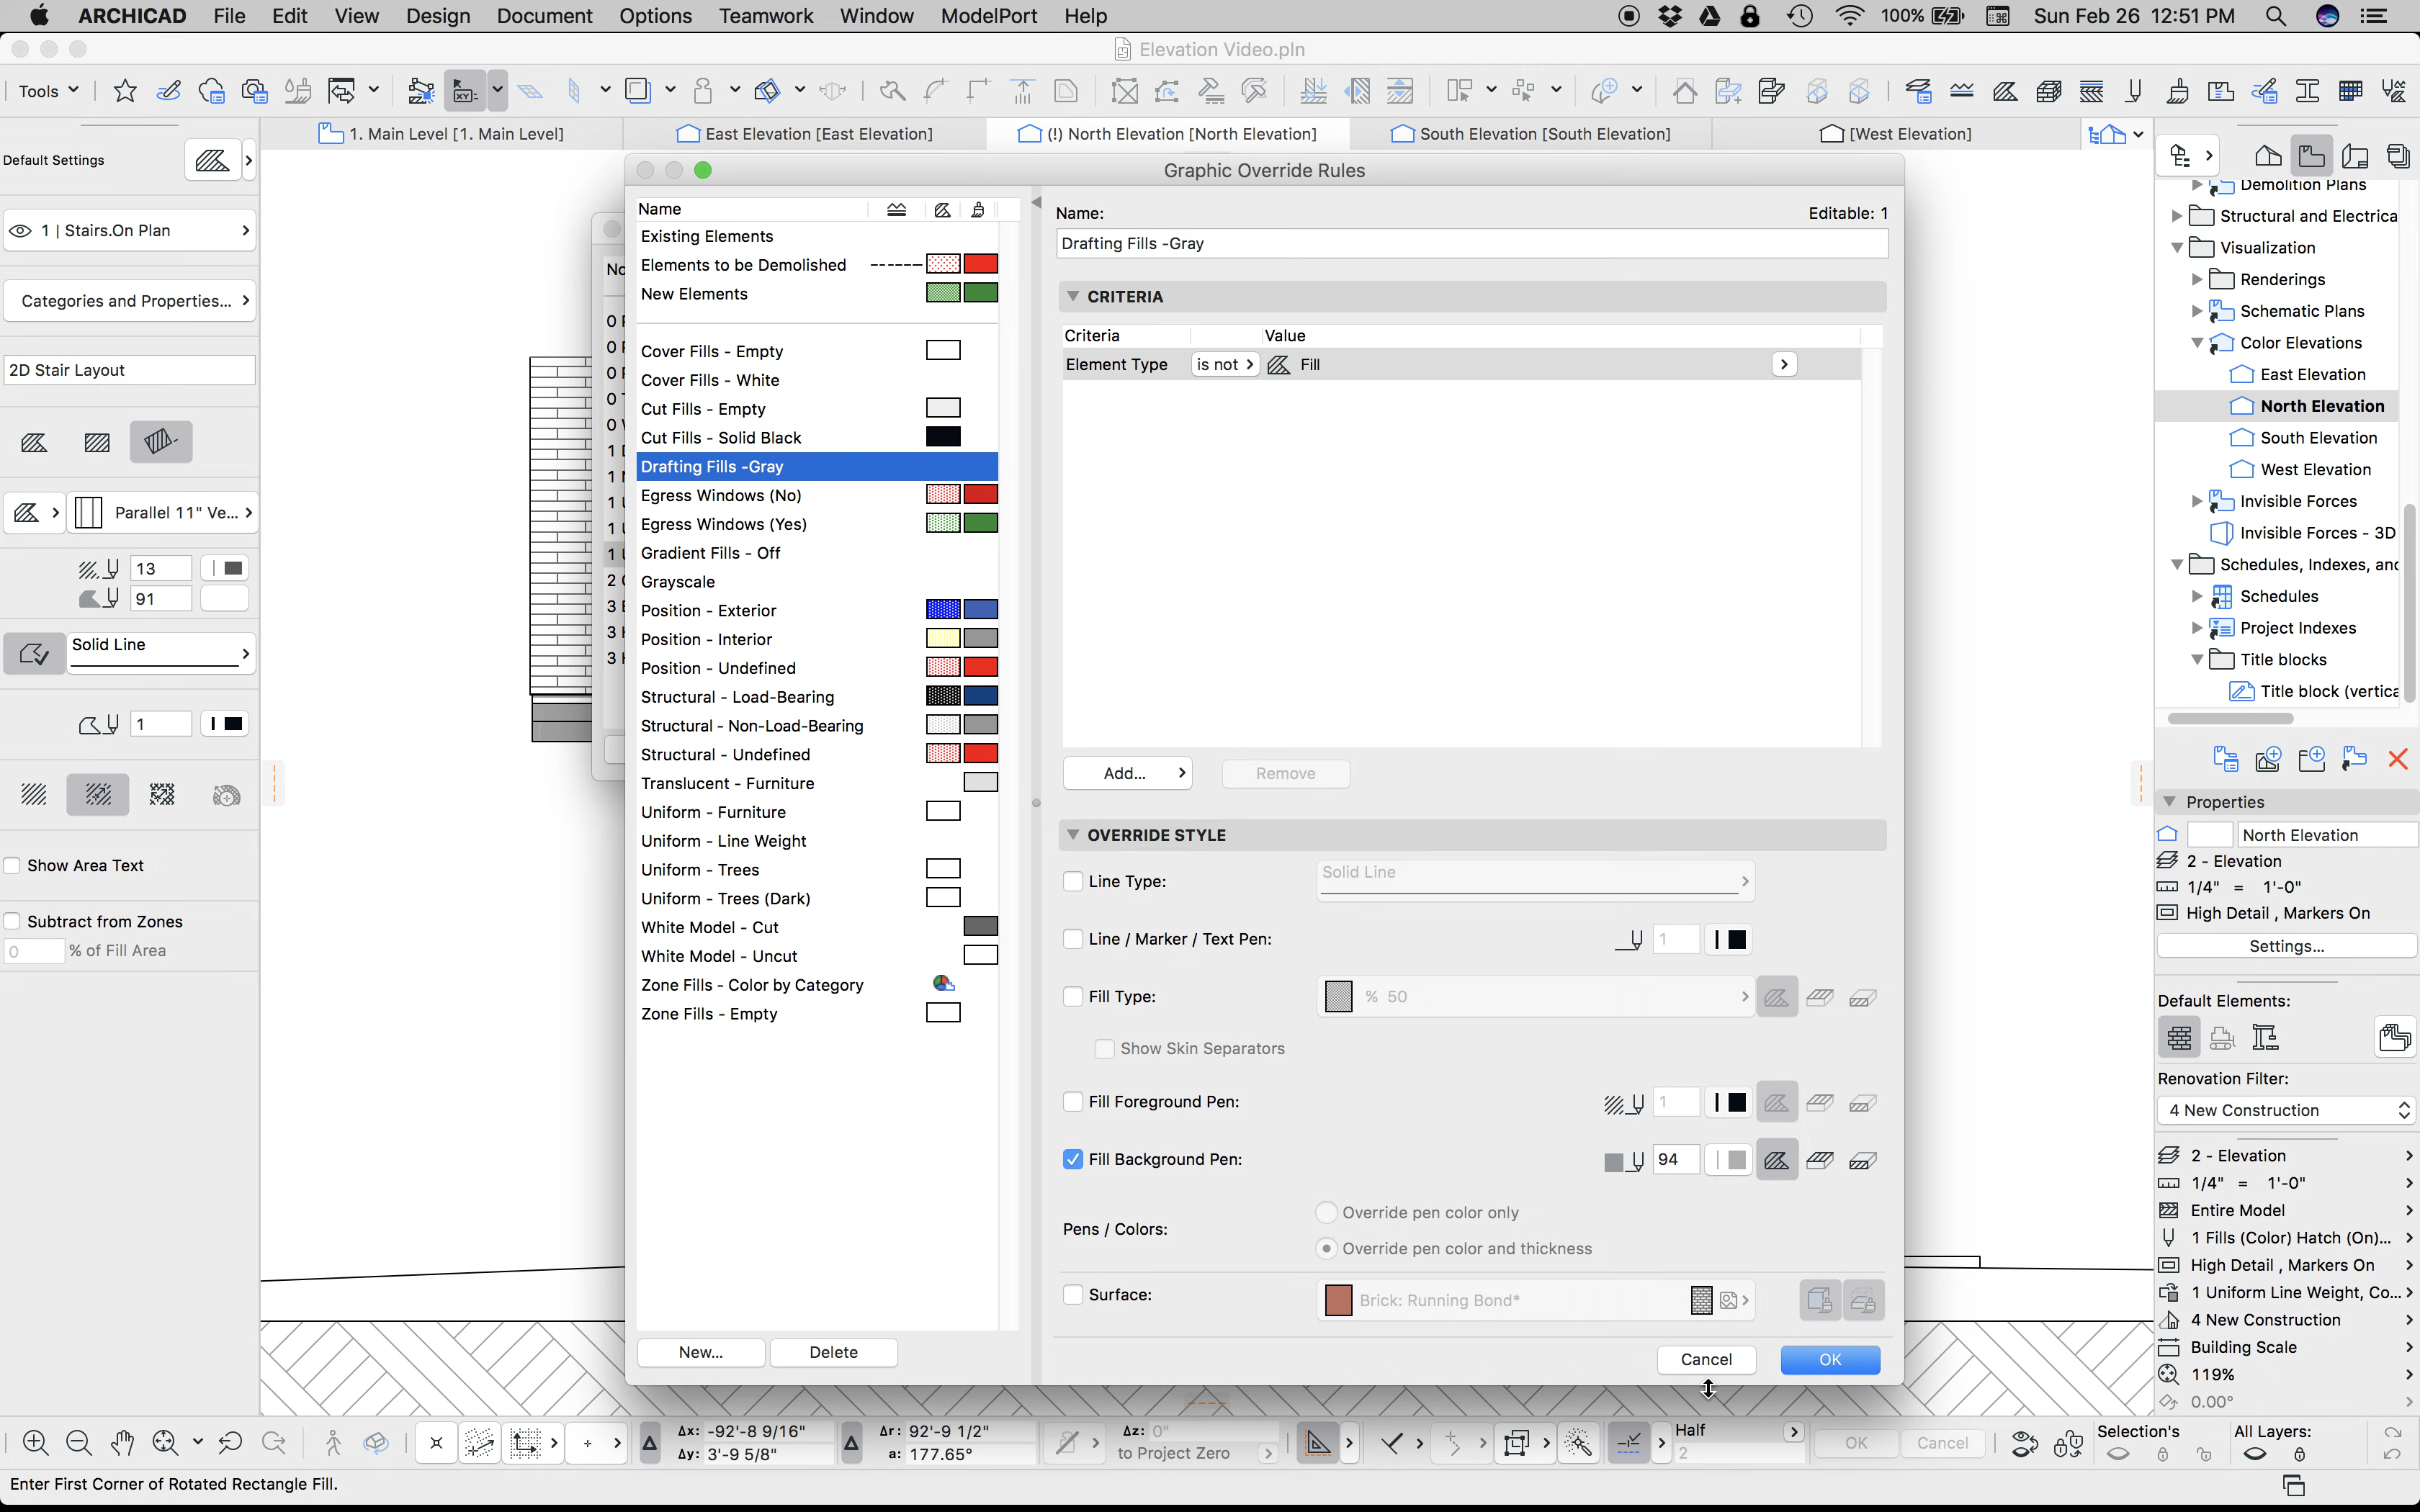 ARCHICAD File Edit View Design Document Options Teamwork Window ModelPort Help 100% Sun Feb 26 12:51 PM
Elevation Video.pln
Tools
1. Main Level [1. Main Level] East Elevation [East Elevation] (!) North Elevation [North Elevation] South Elevation [South Elevation] [West Elevation]
Default Settings
1 | Stairs.On Plan
Categories and Properties...
2D Stair Layout
Parallel 11" Ve...
13
91
Solid Line
1
Show Area Text
Subtract from Zones
0 % of Fill Area
Graphic Override Rules
Name
Existing Elements
Elements to be Demolished
New Elements
Cover Fills - Empty
Cover Fills - White
Cut Fills - Empty
Cut Fills - Solid Black
Drafting Fills -Gray
Egress Windows (No)
Egress Windows (Yes)
Gradient Fills - Off
Grayscale
Position - Exterior
Position - Interior
Position - Undefined
Structural - Load-Bearing
Structural - Non-Load-Bearing
Structural - Undefined
Translucent - Furniture
Uniform - Furniture
Uniform - Line Weight
Uniform - Trees
Uniform - Trees (Dark)
White Model - Cut
White Model - Uncut
Zone Fills - Color by Category
Zone Fills - Empty
New... Delete
Name: Editable: 1
Drafting Fills -Gray
CRITERIA
Criteria Value
Element Type is not Fill
Add... Remove
OVERRIDE STYLE
Line Type: Solid Line
Line / Marker / Text Pen: 1
Fill Type: % 50
Show Skin Separators
Fill Foreground Pen: 1
Fill Background Pen: 94
Pens / Colors:
Override pen color only
Override pen color and thickness
Surface: Brick: Running Bond*
Cancel OK
Demolition Plans
Structural and Electrica
Visualization
Renderings
Schematic Plans
Color Elevations
East Elevation
North Elevation
South Elevation
West Elevation
Invisible Forces
Invisible Forces - 3D
Schedules, Indexes, and
Schedules
Project Indexes
Title blocks
Title block (vertica
Properties
North Elevation
2 - Elevation
1/4" = 1'-0"
High Detail , Markers On
Settings...
Default Elements:
Renovation Filter:
4 New Construction
2 - Elevation
1/4" = 1'-0"
Entire Model
1 Fills (Color) Hatch (On)...
High Detail , Markers On
1 Uniform Line Weight, Co...
4 New Construction
Building Scale
119%
0.00°
Δx: -92'-8 9/16" Δr: 92'-9 1/2" Δz: 0" Half Selection's All Layers:
Δy: 3'-9 5/8" a: 177.65° to Project Zero 2 OK Cancel
Enter First Corner of Rotated Rectangle Fill.